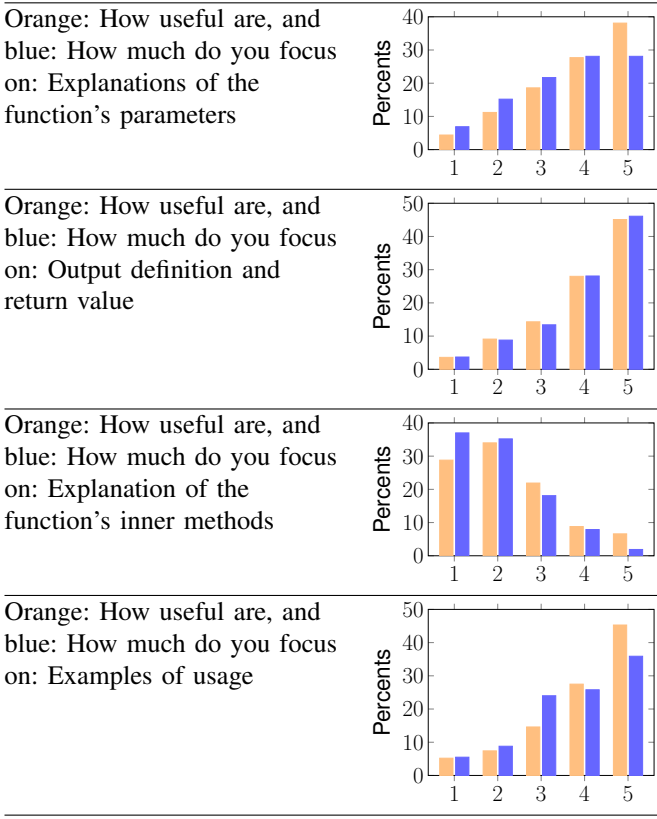 Orange: How useful are, and
blue: How much do you focus
on: Explanations of the
function's parameters
Percents
40
30
20
10
0
1 2 3 4 5
Orange: How useful are, and
blue: How much do you focus
on: Output definition and
return value
Percents
50
40
30
20
10
0
1 2 3 4 5
Orange: How useful are, and
blue: How much do you focus
on: Explanation of the
function's inner methods
Percents
40
30
20
10
0
1 2 3 4 5
Orange: How useful are, and
blue: How much do you focus
on: Examples of usage
Percents
50
40
30
20
10
0
1 2 3 4 5